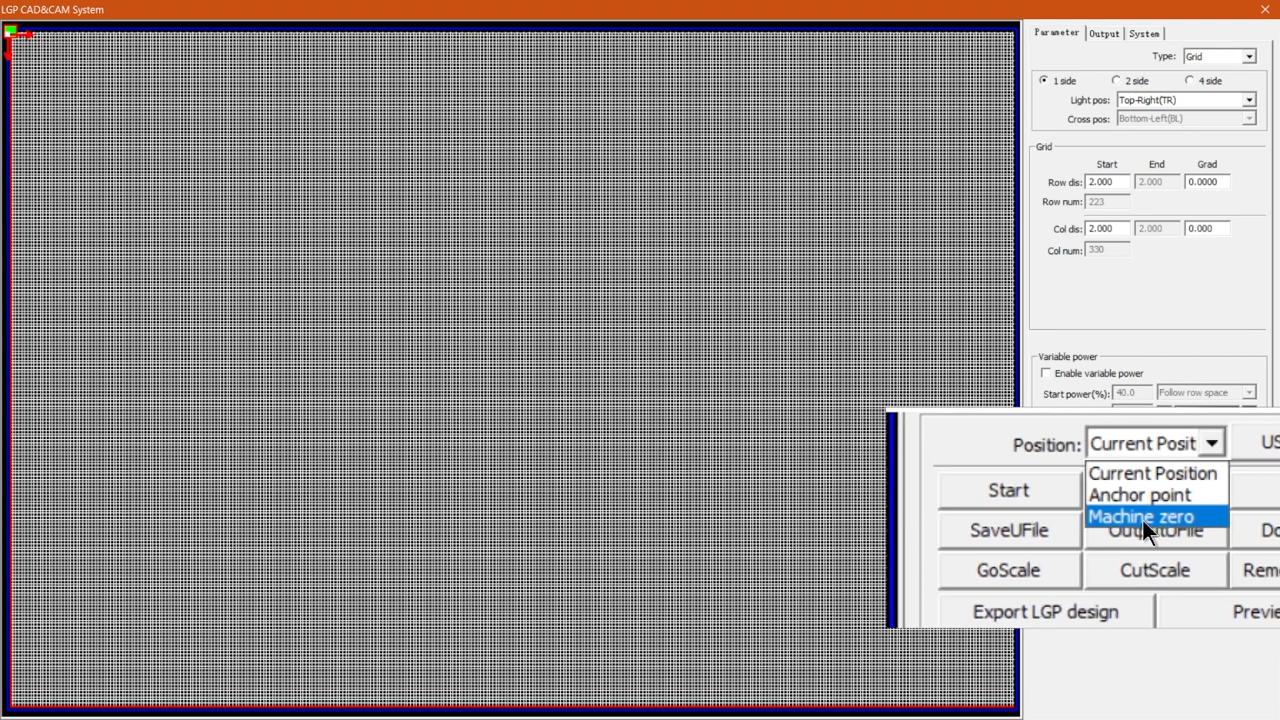 LGP CAD&CAM System
Parameter Output System
Type: Grid
1 side 2 side 4 side
Light pos: Top-Right(TR)
Cross pos: Bottom-Left(BL)
Grid
Start End Grad
Row dis: 2.000 2.000 0.0000
Row num: 223
Col dis: 2.000 2.000 0.000
Col num: 330
Variable power
Enable variable power
Start power(%): 40.0 Follow row space
Position: Current Posit
Current Position
Start Anchor point
Machine zero
SaveUFile
GoScale CutScale
Export LGP design